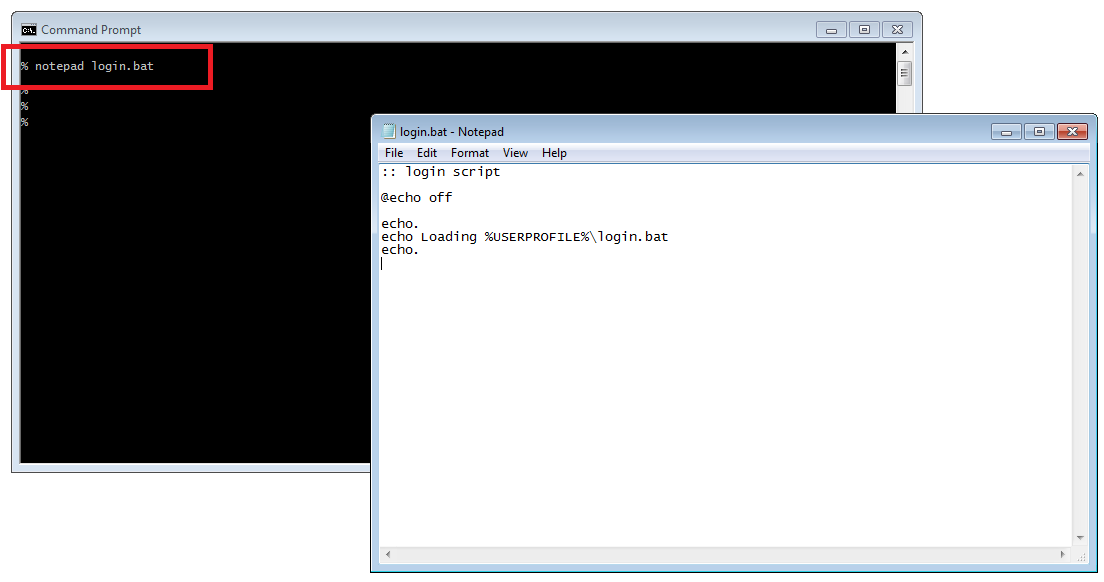 Command Prompt
% notepad login.bat
%
%
%
login.bat - Notepad
File Edit Format View Help
:: login script
@echo off
echo.
echo Loading %USERPROFILE%\login.bat
echo.